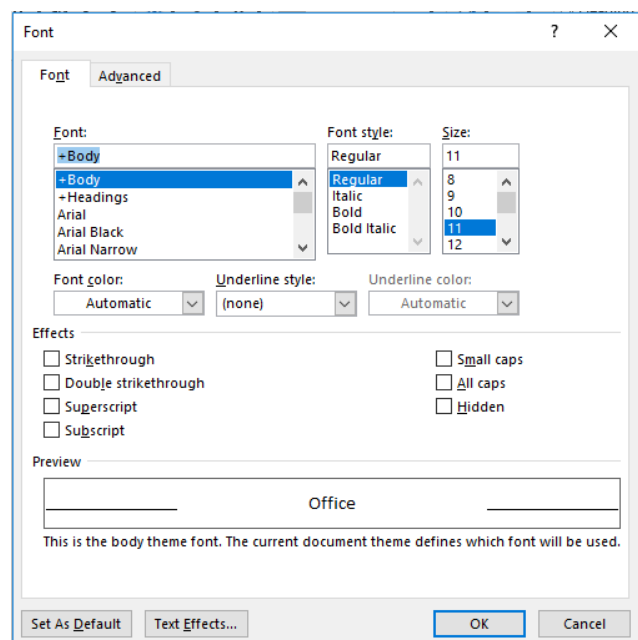 Font ?
Font Advanced
Font: Font style: Size:
+Body Regular 11
+Body Regular 8
+Headings Italic 9
Arial Bold 10
Arial Black Bold Italic 11
Arial Narrow 12
Font color: Underline style: Underline color:
Automatic (none) Automatic
Effects
Strikethrough Small caps
Double strikethrough All caps
Superscript Hidden
Subscript
Preview
Office
This is the body theme font. The current document theme defines which font will be used.
Set As Default Text Effects... OK Cancel